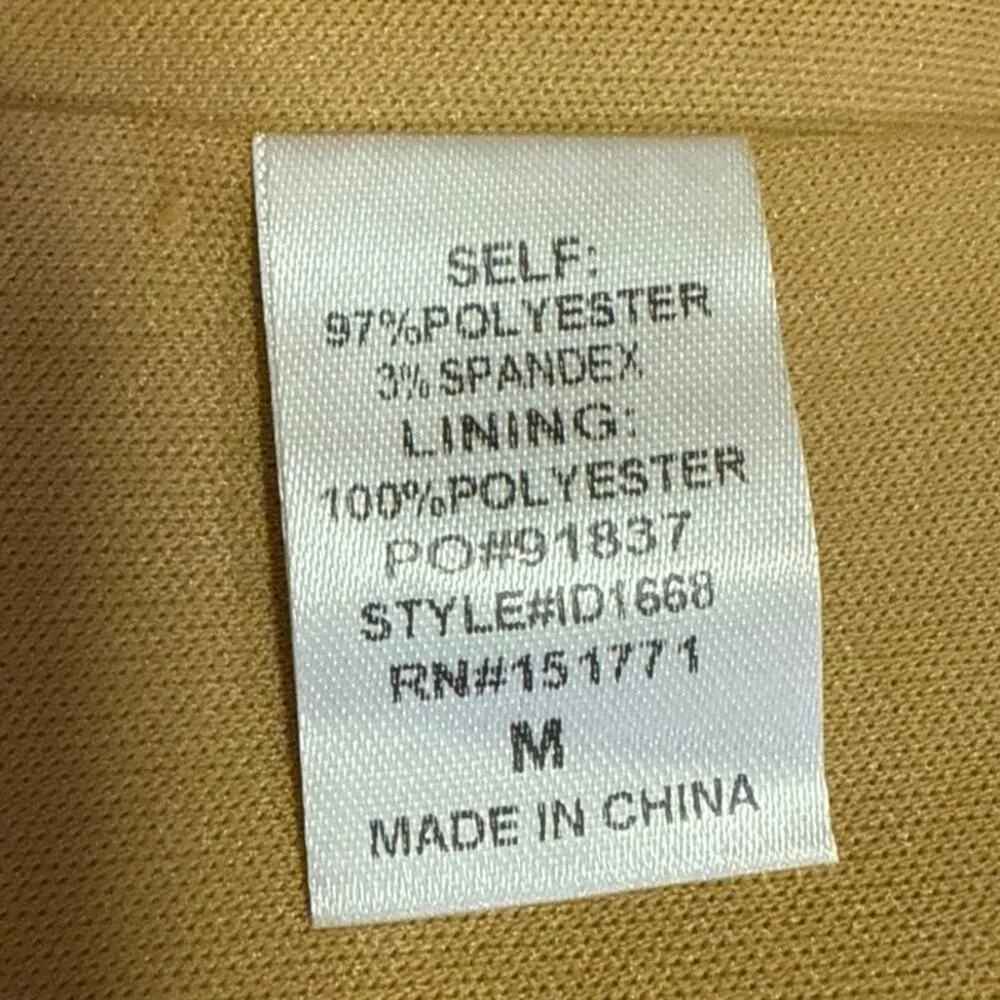 SELF:
97%POLYESTER
3% SPANDEX
LINING:
100%POLYESTER
PO#91837
STYLE#ID1668
RN#151771
M
MADE IN CHINA